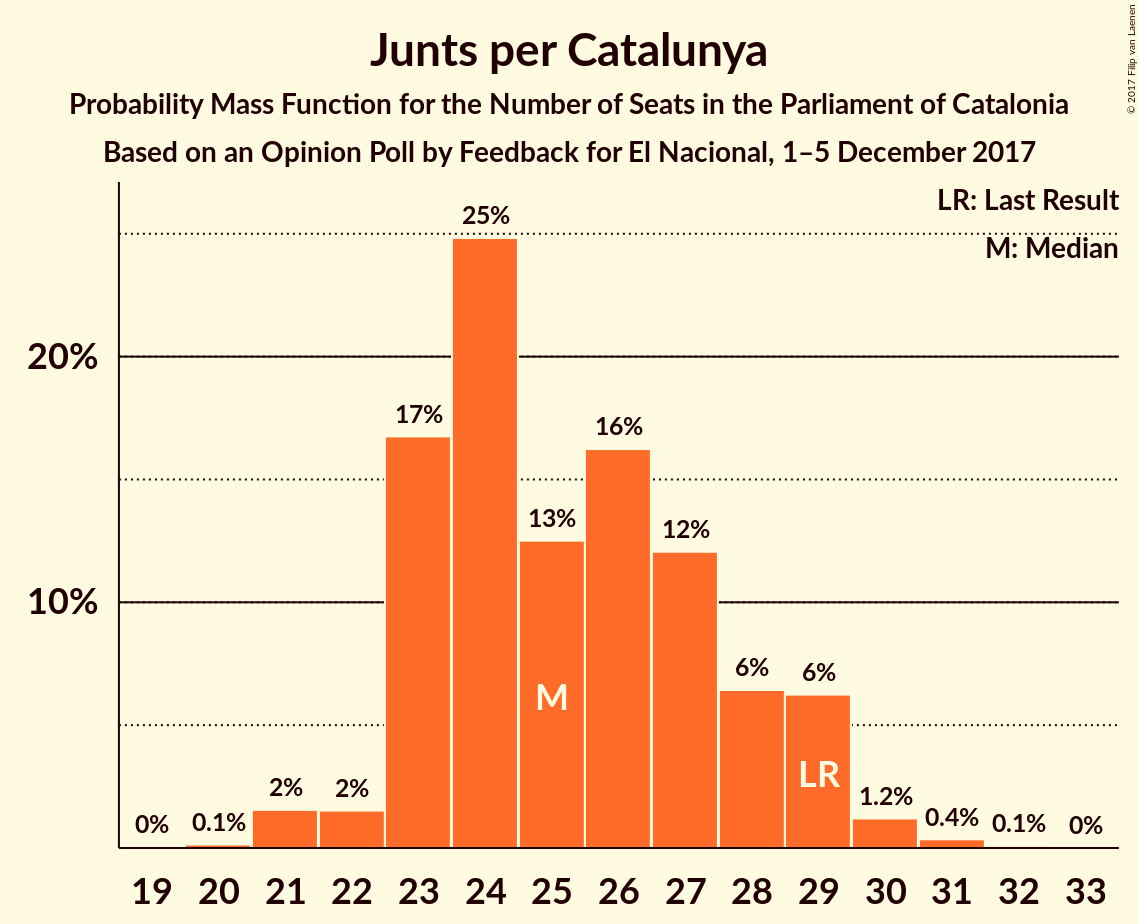 Junts per Catalunya
Probability Mass Function for the Number of Seats in the Parliament of Catalonia
Based on an Opinion Poll by Feedback for El Nacional, 1–5 December 2017
© 2017 Filip van Laenen
LR: Last Result
M: Median
20%
10%
0%
0.1%
2%
2%
17%
25%
13%
16%
12%
6%
6%
1.2%
0.4%
0.1%
0%
M
LR
19 20 21 22 23 24 25 26 27 28 29 30 31 32 33